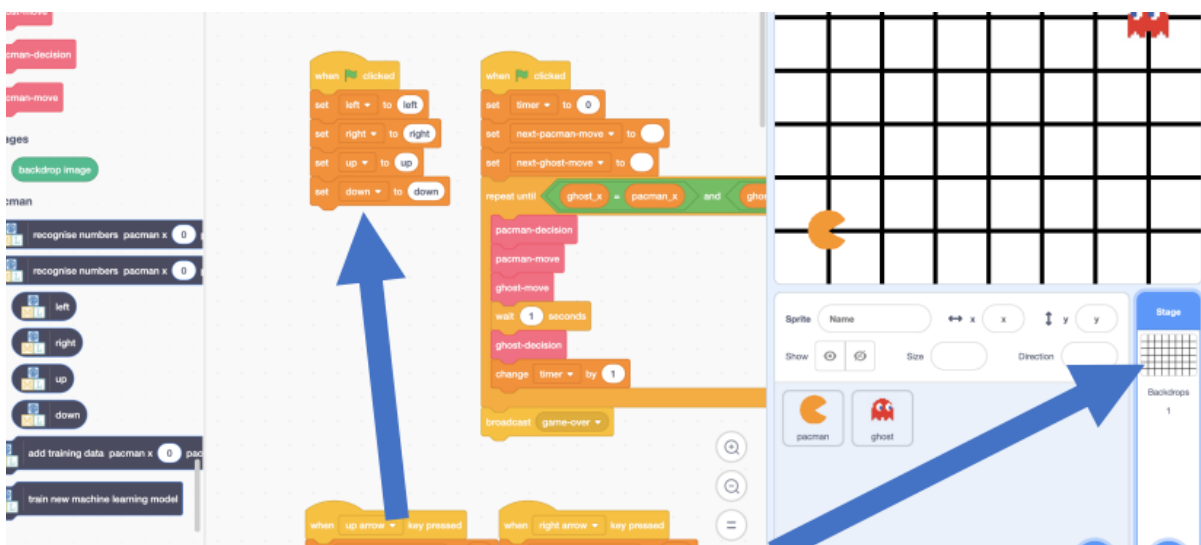 cman-decision
cman-move
ages
backdrop image
cman
recognise numbers pacman x 0
recognise numbers pacman x 0
left
right
up
down
add training data pacman x 0 pac
train new machine learning model
when clicked
set left to left
set right to right
set up to up
set down to down
when clicked
set timer to 0
set next-pacman-move to
set next-ghost-move to
repeat until ghost_x = pacman_x and ghos
pacman-decision
pacman-move
ghost-move
wait 1 seconds
ghost-decision
change timer by 1
broadcast game-over
when up arrow key pressed
when right arrow key pressed
Sprite Name x x y y
Show Size Direction
pacman
ghost
Stage
Backdrops
1